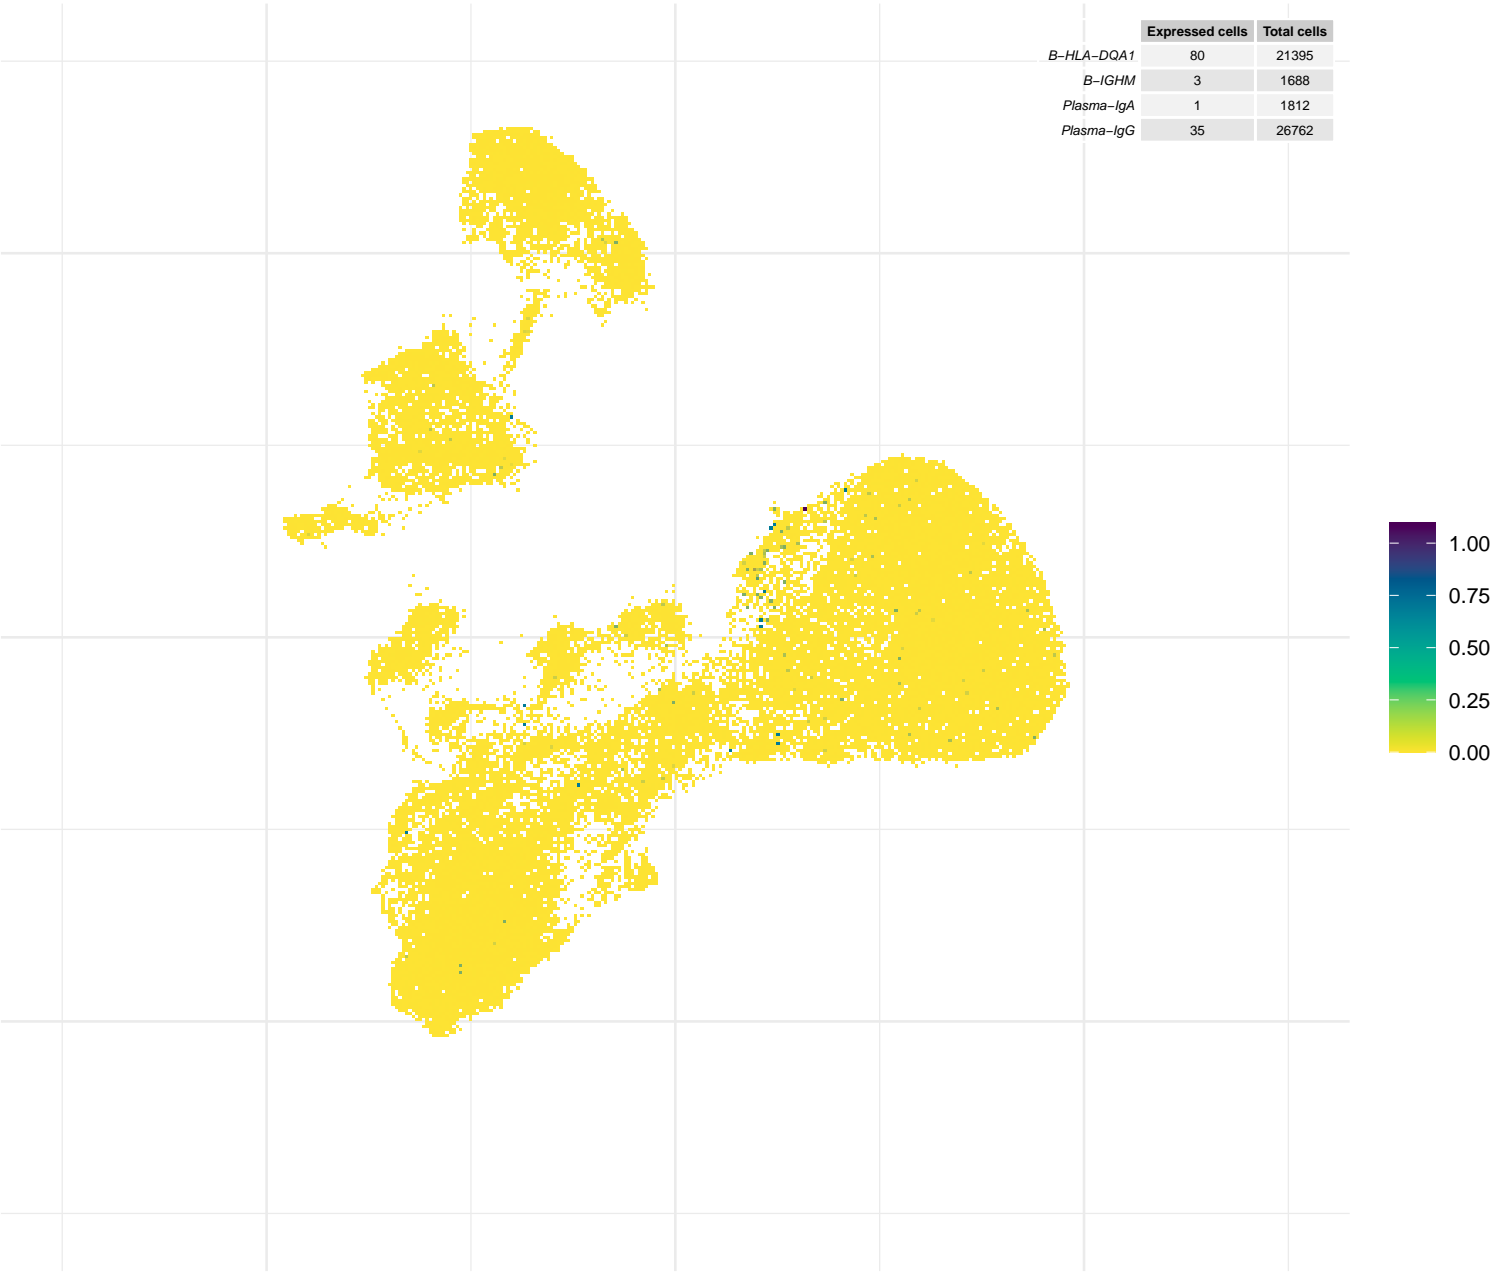 Expressed cells Total cells
B−HLA−DQA1 80 21395
B−IGHM 3 1688
Plasma−IgA 1 1812
Plasma−IgG 35 26762
1.00
0.75
0.50
0.25
0.00